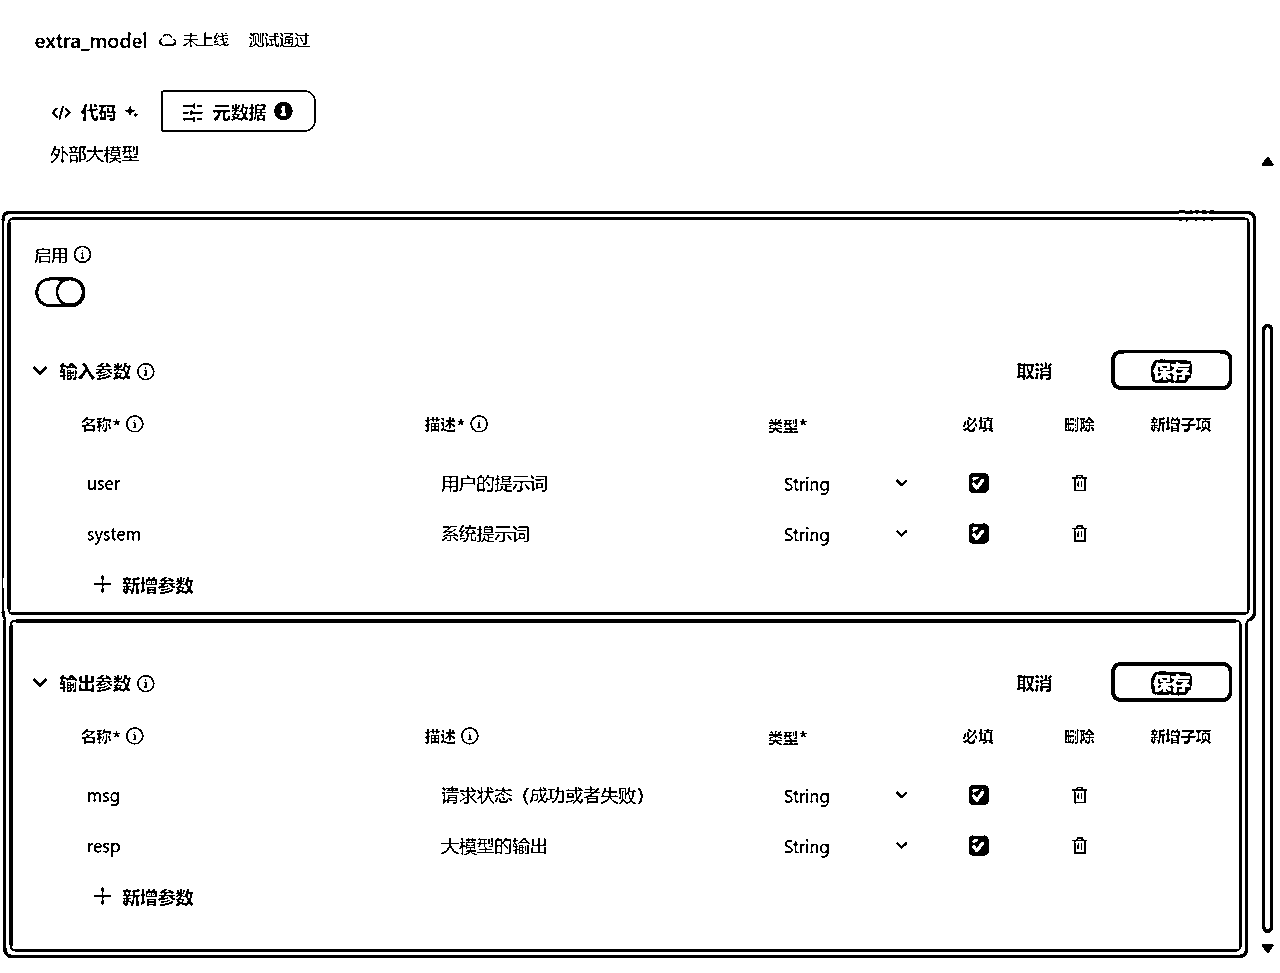 extra_model 未上线 测试通过
</> 代码 元数据
外部大模型
启用
输入参数 取消 保存
名称* 描述* 类型* 必填 删除 新增子项
user 用户的提示词 String
system 系统提示词 String
+ 新增参数
输出参数 取消 保存
名称* 描述 类型* 必填 删除 新增子项
msg 请求状态（成功或者失败） String
resp 大模型的输出 String
+ 新增参数